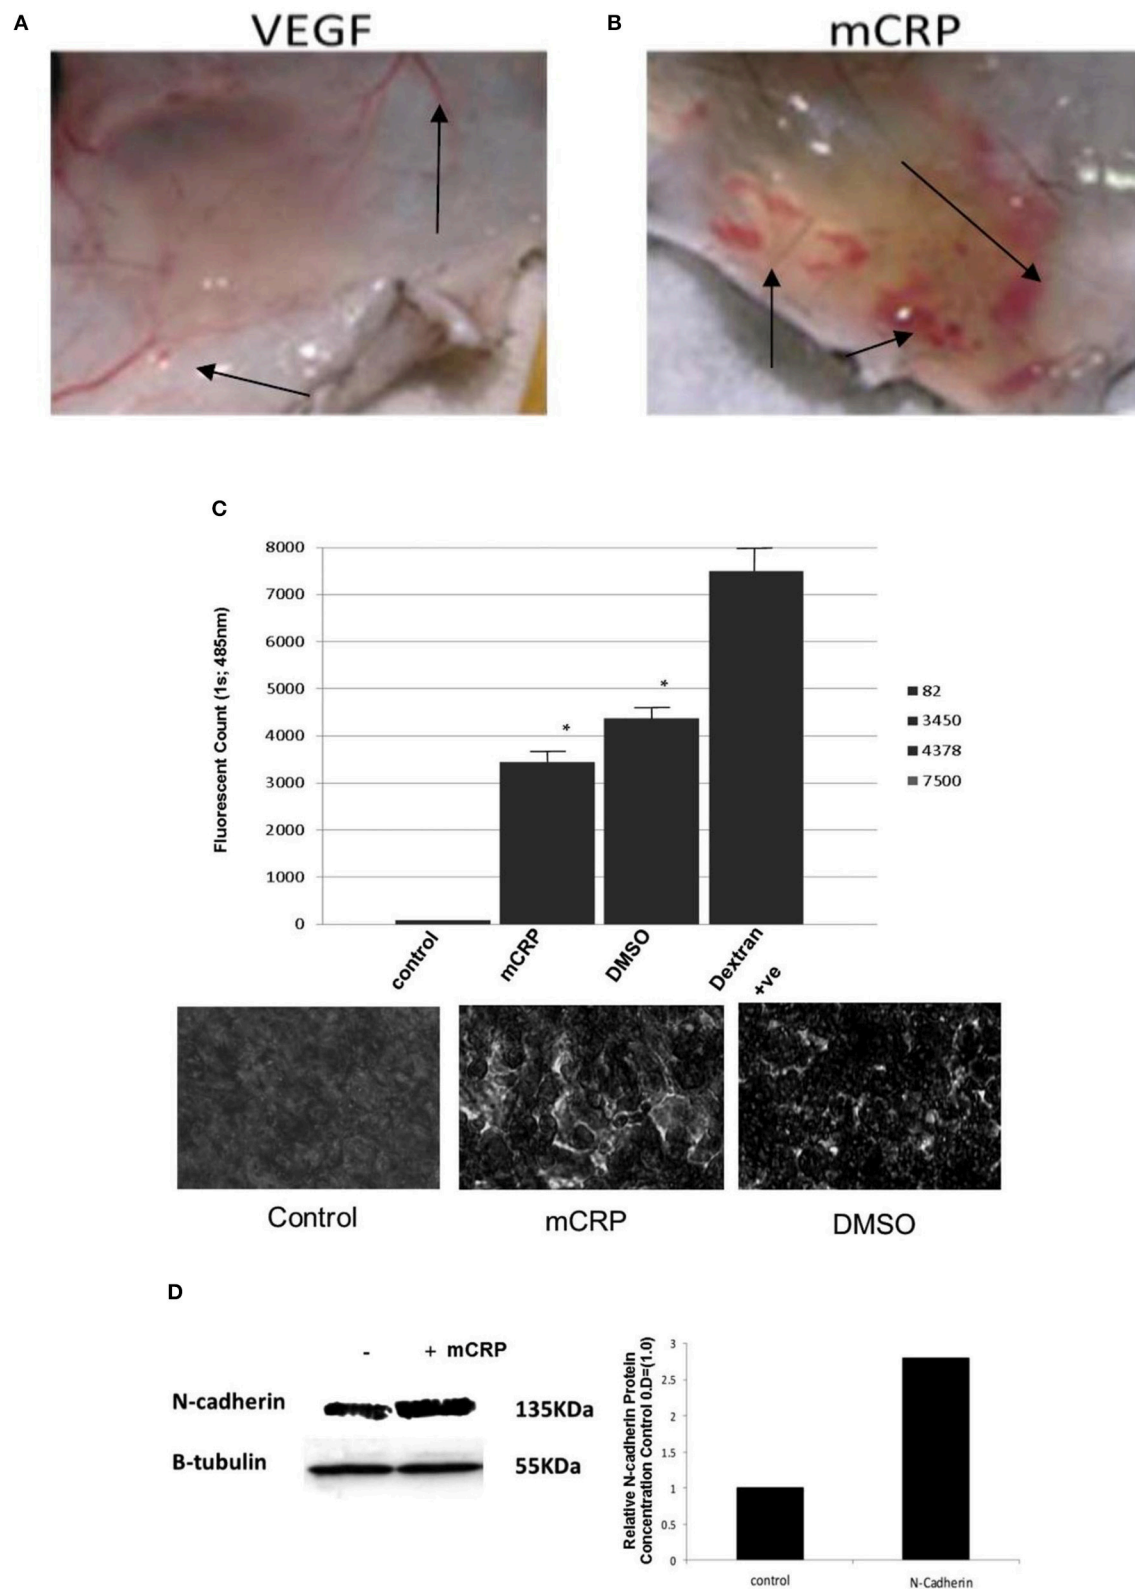 A
VEGF
B
mCRP
C
Fluorescent Count (1s; 485nm)
8000
7000
6000
5000
4000
3000
2000
1000
0
*
*
82
3450
4378
7500
control
mCRP
DMSO
Dextran
+ve
Control
mCRP
DMSO
D
- + mCRP
N-cadherin
135KDa
B-tubulin
55KDa
Relative N-cadherin Protein
Concentration Control 0.D=(1.0)
3
2.5
2
1.5
1
0.5
0
control
N-Cadherin